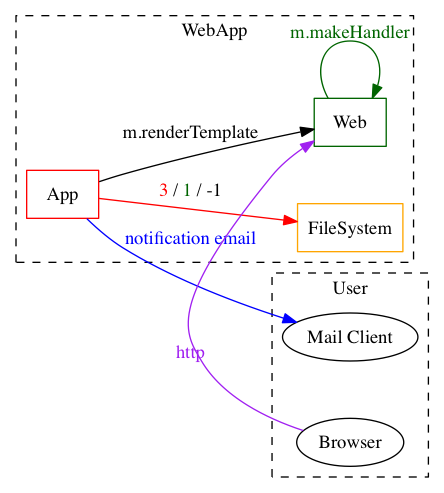 WebApp
m.makeHandler
Web
m.renderTemplate
App
3 / 1 / -1
FileSystem
notification email
User
Mail Client
http
Browser